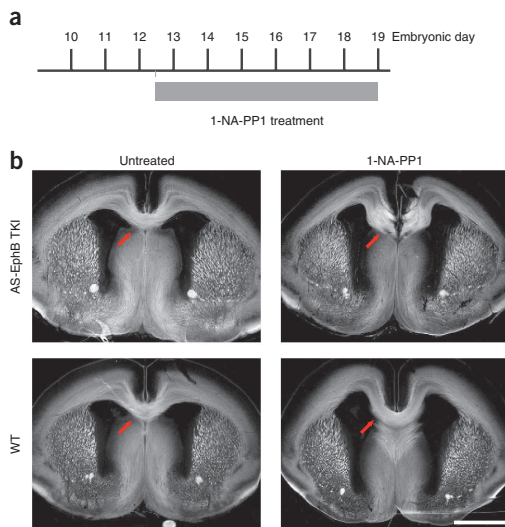 a
10 11 12 13 14 15 16 17 18 19 Embryonic day
1-NA-PP1 treatment
b
Untreated 1-NA-PP1
AS-EphB TKI
WT